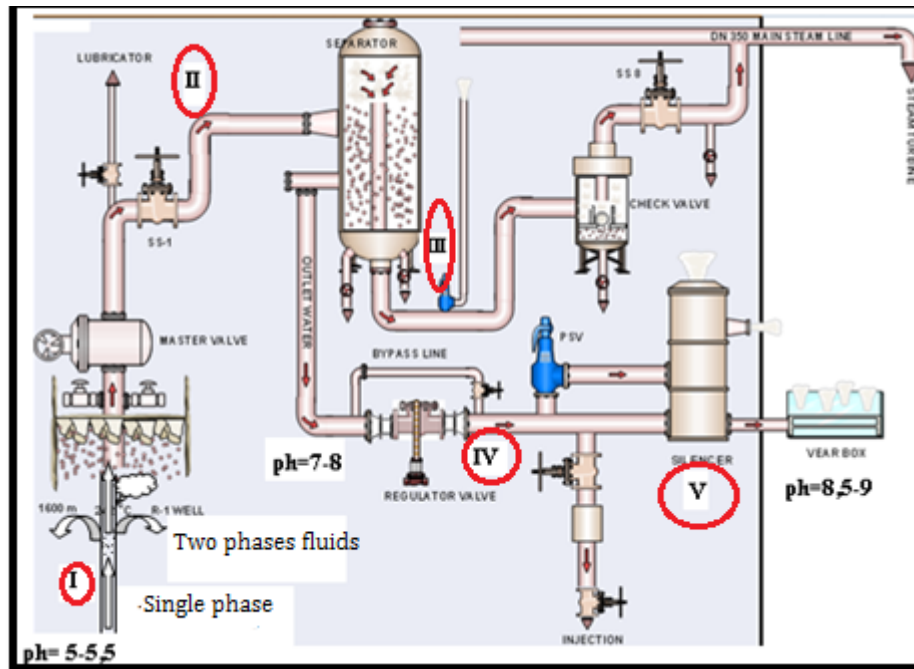 SEPARATOR
DN 350 MAIN STEAM LINE
LUBRICATOR
II
SS 8
STEAM TURBINE
CHECK VALVE
SS-1
III
OUTLET WATER
MASTER VALVE
BYPASS LINE
PSV
ph=7-8
IV
REGULATOR VALVE
SILENCER
V
VEAR BOX
ph=8,5-9
1600 m
C
R-1 WELL
Two phases fluids
I
Single phase
INJECTION
ph= 5-5,5